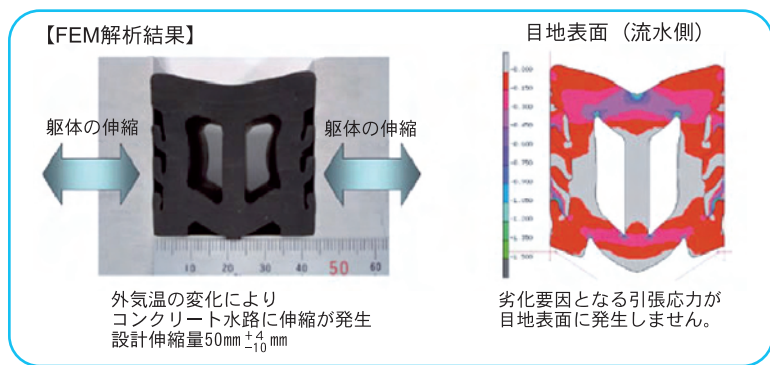 【FEM解析結果】
目地表面（流水側）
躯体の伸縮
躯体の伸縮
10 20 30 40 50 60
外気温の変化により
コンクリート水路に伸縮が発生
設計伸縮量50mm +4 -10 mm
劣化要因となる引張応力が
目地表面に発生しません。